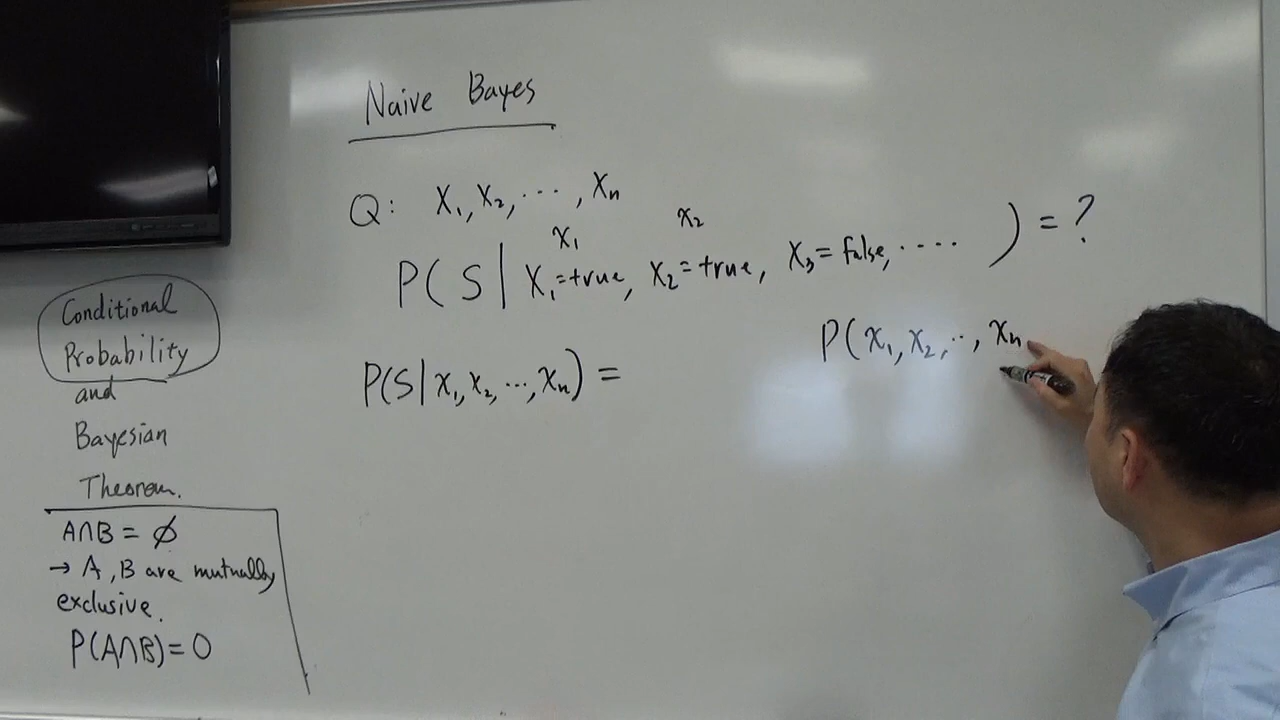 Naive Bayes
Q: X₁, X₂, ..., Xₙ
x₁ x₂
P( S | X₁=true, X₂=true, X₃=false, ..... ) = ?
P(x₁, x₂, .., xₙ
P(S | x₁, x₂, ..., xₙ) =
Conditional
Probability
and
Bayesian
Theorem.
A∩B = ∅
→ A, B are mutually
exclusive.
P(A∩B) = 0